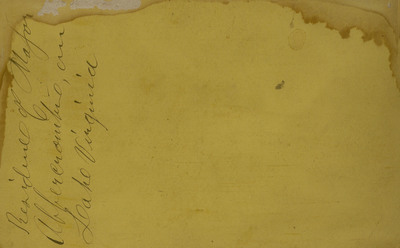 Residence of Major
Abercrombie, on
Lake Virginia